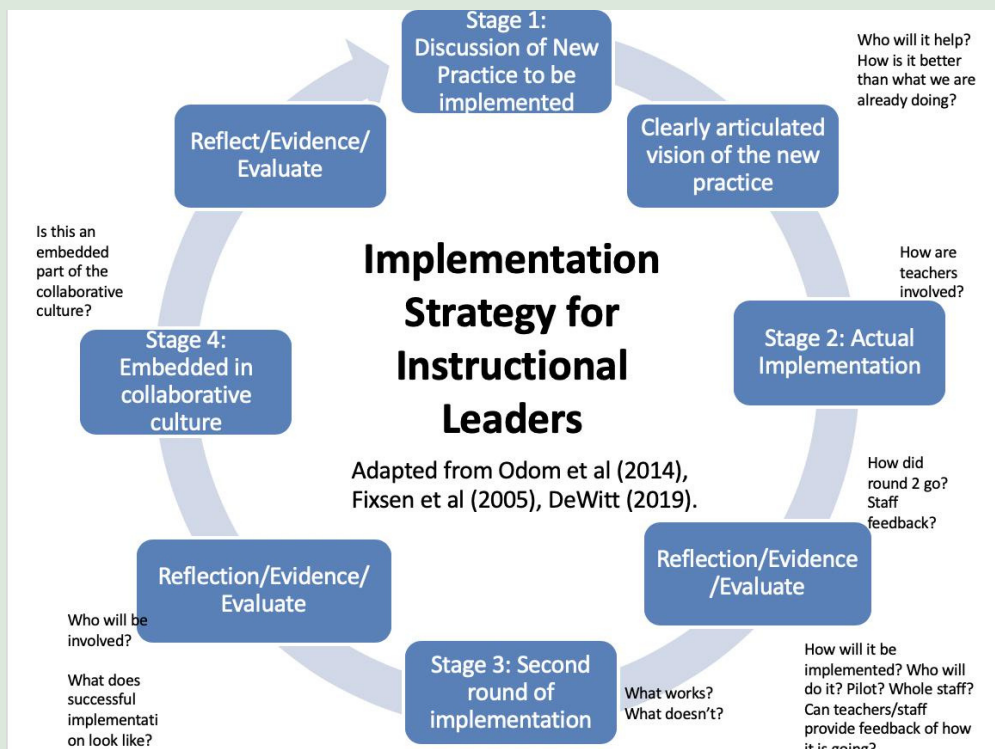 Stage 1:
Discussion of New
Practice to be
implemented
Who will it help?
How is it better
than what we are
already doing?
Clearly articulated
vision of the new
practice
How are
teachers
involved?
Stage 2: Actual
Implementation
How did
round 2 go?
Staff
feedback?
Reflection/Evidence
/Evaluate
How will it be
implemented? Who will
do it? Pilot? Whole staff?
Can teachers/staff
provide feedback of how
it is going?
Stage 3: Second
round of
implementation
What works?
What doesn't?
Reflection/Evidence/
Evaluate
Who will be
involved?
What does
successful
implementati
on look like?
Stage 4:
Embedded in
collaborative
culture
Is this an
embedded
part of the
collaborative
culture?
Reflect/Evidence/
Evaluate
Implementation
Strategy for
Instructional
Leaders
Adapted from Odom et al (2014),
Fixsen et al (2005), DeWitt (2019).